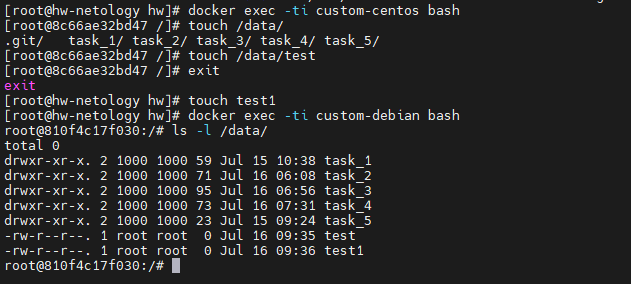 [root@hw-netology hw]# docker exec -ti custom-centos bash
[root@8c66ae32bd47 /]# touch /data/
.git/   task_1/ task_2/ task_3/ task_4/ task_5/
[root@8c66ae32bd47 /]# touch /data/test
[root@8c66ae32bd47 /]# exit
exit
[root@hw-netology hw]# touch test1
[root@hw-netology hw]# docker exec -ti custom-debian bash
root@810f4c17f030:/# ls -l /data/
total 0
drwxr-xr-x. 2 1000 1000 59 Jul 15 10:38 task_1
drwxr-xr-x. 2 1000 1000 71 Jul 16 06:08 task_2
drwxr-xr-x. 2 1000 1000 95 Jul 16 06:56 task_3
drwxr-xr-x. 2 1000 1000 73 Jul 16 07:31 task_4
drwxr-xr-x. 2 1000 1000 23 Jul 15 09:24 task_5
-rw-r--r--. 1 root root  0 Jul 16 09:35 test
-rw-r--r--. 1 root root  0 Jul 16 09:36 test1
root@810f4c17f030:/#